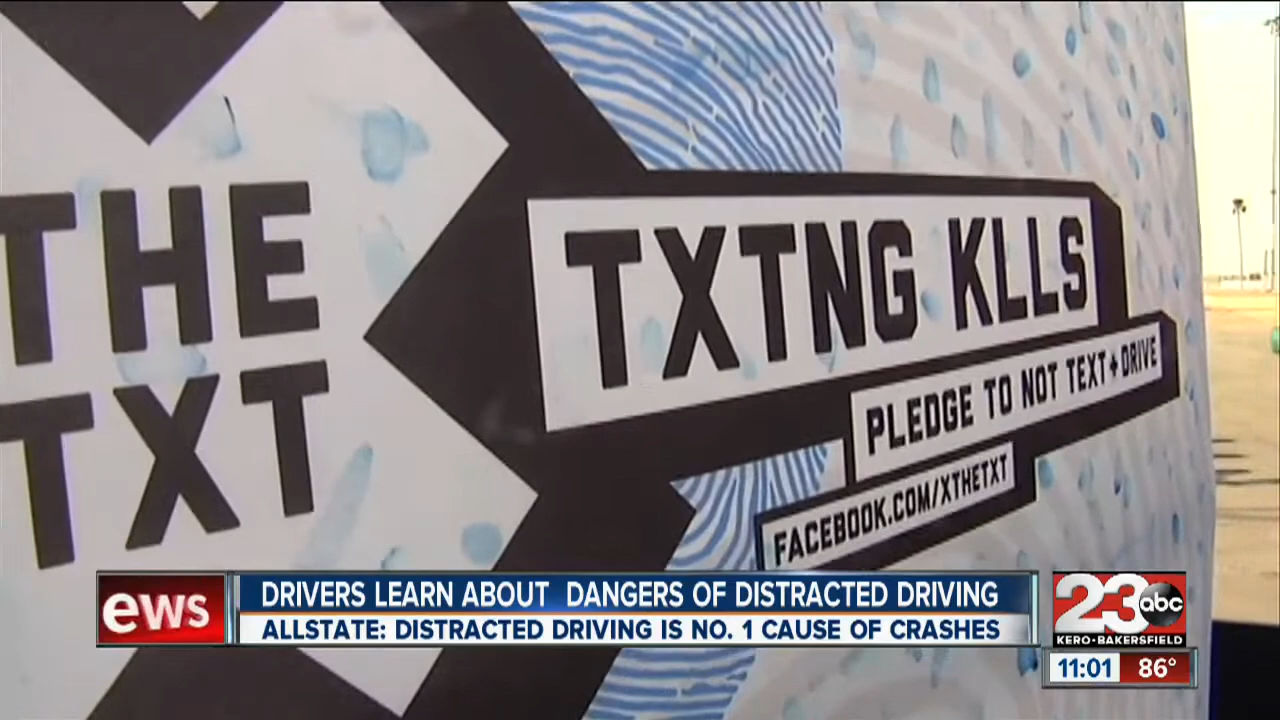 THE
TXT
TXTNG KLLS
PLEDGE TO NOT TEXT+DRIVE
FACEBOOK.COM/XTHETXT
ews
DRIVERS LEARN ABOUT DANGERS OF DISTRACTED DRIVING
ALLSTATE: DISTRACTED DRIVING IS NO. 1 CAUSE OF CRASHES
23 abc
KERO-BAKERSFIELD
11:01 86°